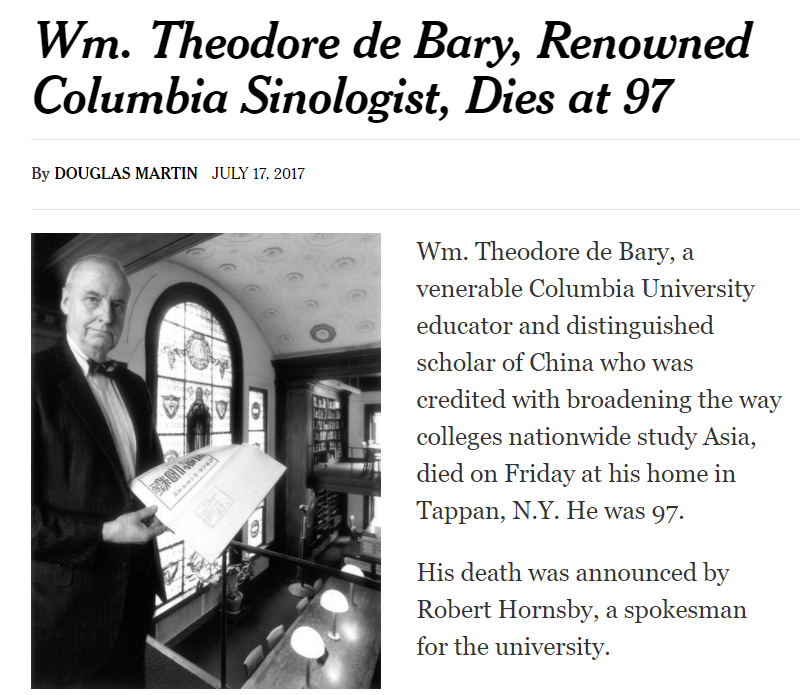 Wm. Theodore de Bary, Renowned
Columbia Sinologist, Dies at 97
By DOUGLAS MARTIN JULY 17, 2017
Wm. Theodore de Bary, a
venerable Columbia University
educator and distinguished
scholar of China who was
credited with broadening the way
colleges nationwide study Asia,
died on Friday at his home in
Tappan, N.Y. He was 97.
His death was announced by
Robert Hornsby, a spokesman
for the university.